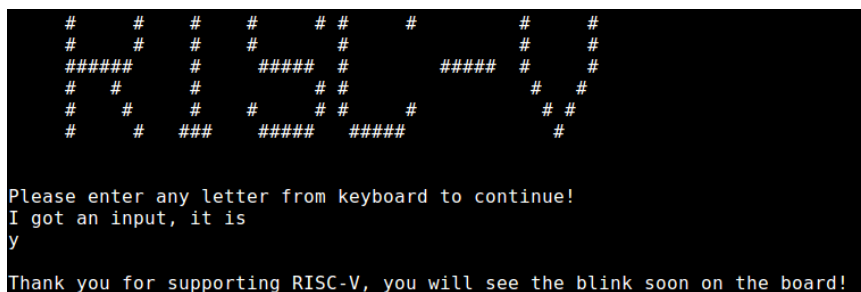 #     #   #    #     # #     #         #     #
#     #   #    #       #               #     #
######    #     #####  #        #####  #     #
#   #     #          # #                #   #
#    #    #    #     # #     #           # #
#     #  ###    #####   #####             #
Please enter any letter from keyboard to continue!
I got an input, it is
y
Thank you for supporting RISC-V, you will see the blink soon on the board!